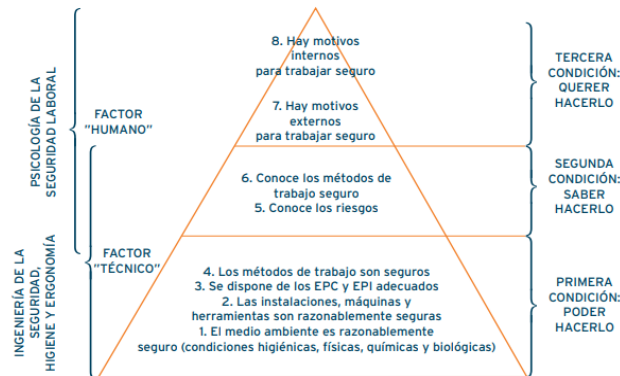 8. Hay motivos
internos
para trabajar seguro
7. Hay motivos
externos
para trabajar seguro
6. Conoce los métodos de
trabajo seguro
5. Conoce los riesgos
4. Los métodos de trabajo son seguros
3. Se dispone de los EPC y EPI adecuados
2. Las instalaciones, máquinas y
herramientas son razonablemente seguras
1. El medio ambiente es razonablemente
seguro (condiciones higiénicas, físicas, químicas y biológicas)
PSICOLOGÍA DE LA
SEGURIDAD LABORAL
FACTOR
"HUMANO"
INGENIERÍA DE LA
SEGURIDAD,
HIGIENE Y ERGONOMÍA
FACTOR
"TÉCNICO"
TERCERA
CONDICIÓN:
QUERER
HACERLO
SEGUNDA
CONDICIÓN:
SABER
HACERLO
PRIMERA
CONDICIÓN:
PODER
HACERLO